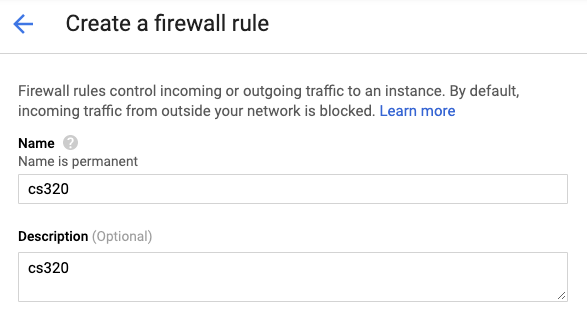 Create a firewall rule
Firewall rules control incoming or outgoing traffic to an instance. By default,
incoming traffic from outside your network is blocked. Learn more
Name ?
Name is permanent
cs320
Description (Optional)
cs320